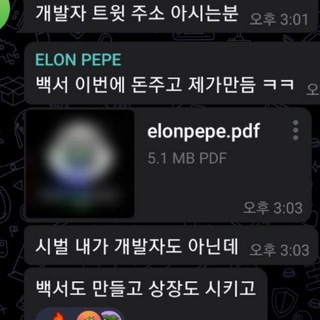 개발자 트윗 주소 아시는분 오후 3:01
ELON PEPE
백서 이번에 돈주고 제가만듬 ㅋㅋ 오
elonpepe.pdf
5.1 MB PDF
오후 3:03
시벌 내가 개발자도 아닌데 오후 3:03
백서도 만들고 상장도 시키고